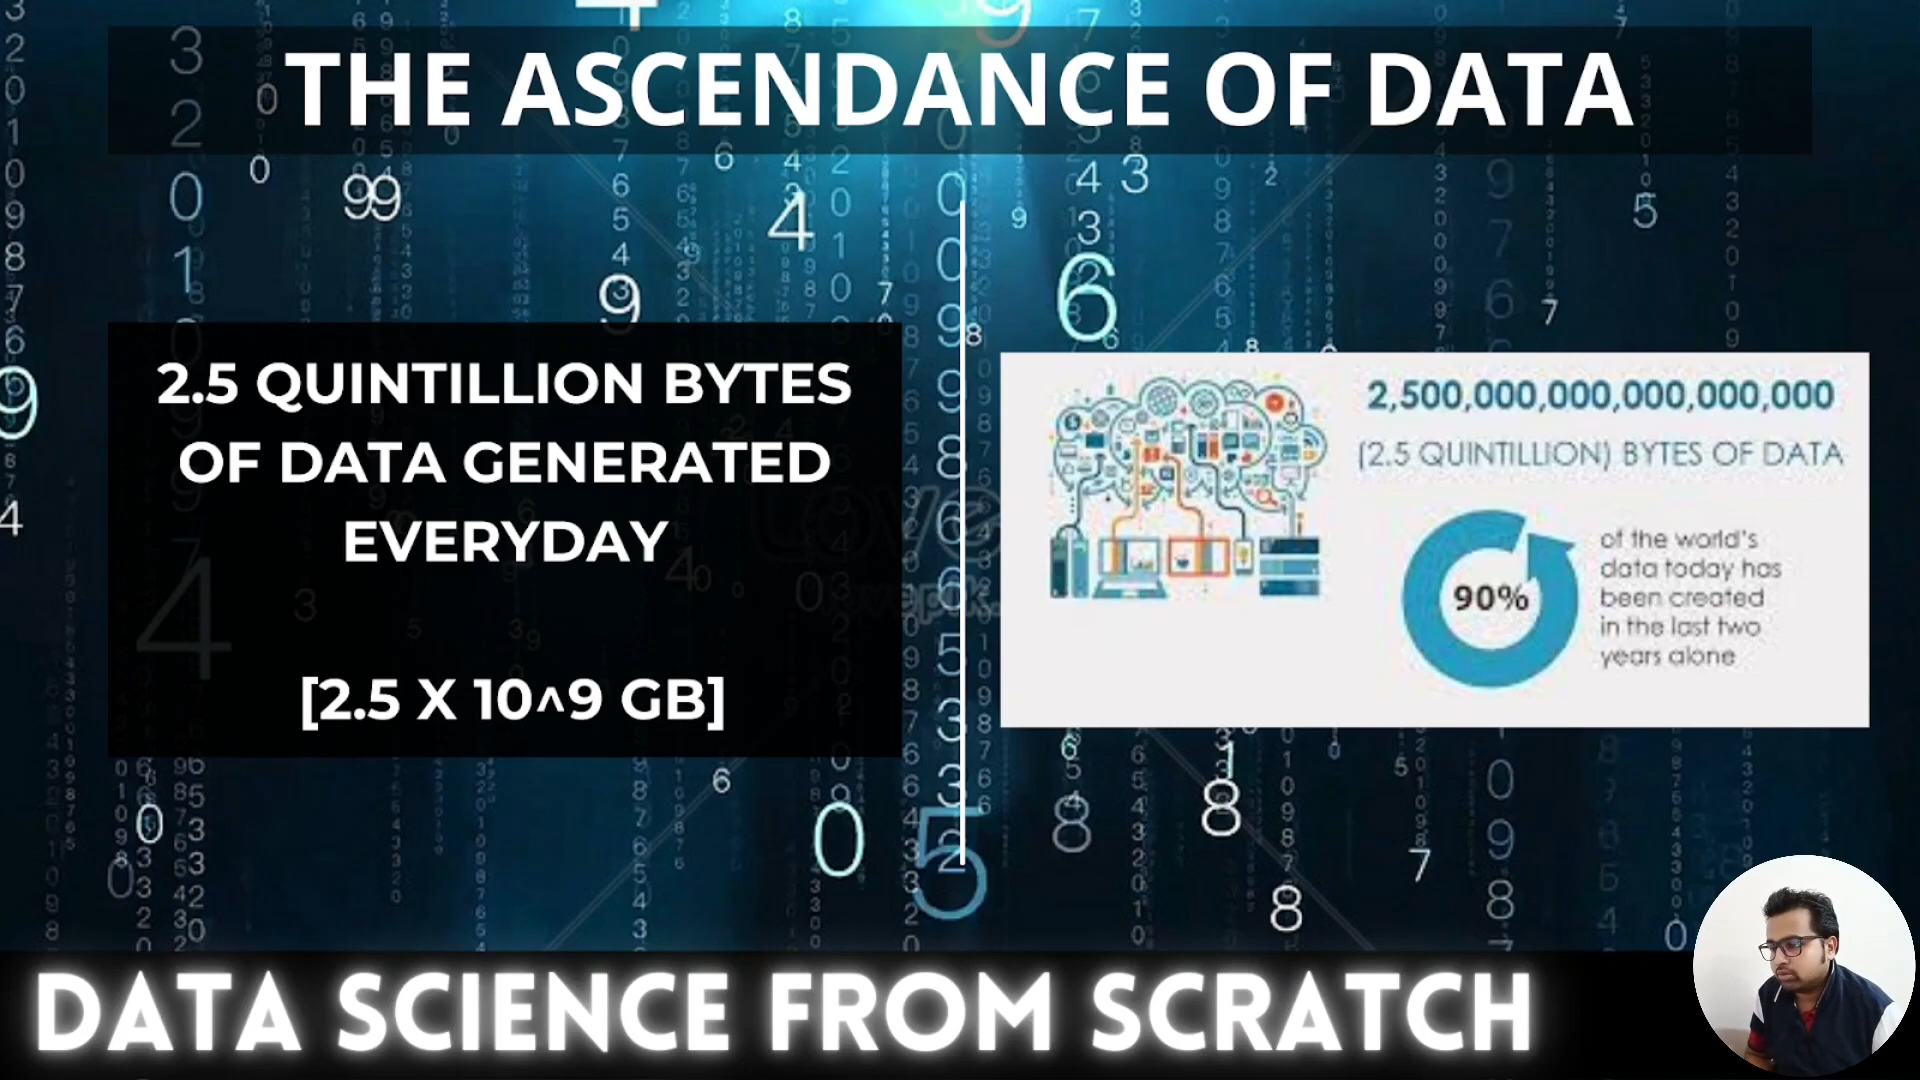 THE ASCENDANCE OF DATA
2.5 QUINTILLION BYTES
OF DATA GENERATED
EVERYDAY
[2.5 X 10^9 GB]
2,500,000,000,000,000,000
(2.5 QUINTILLION) BYTES OF DATA
90%
of the world's
data today has
been created
in the last two
years alone
DATA SCIENCE FROM SCRATCH